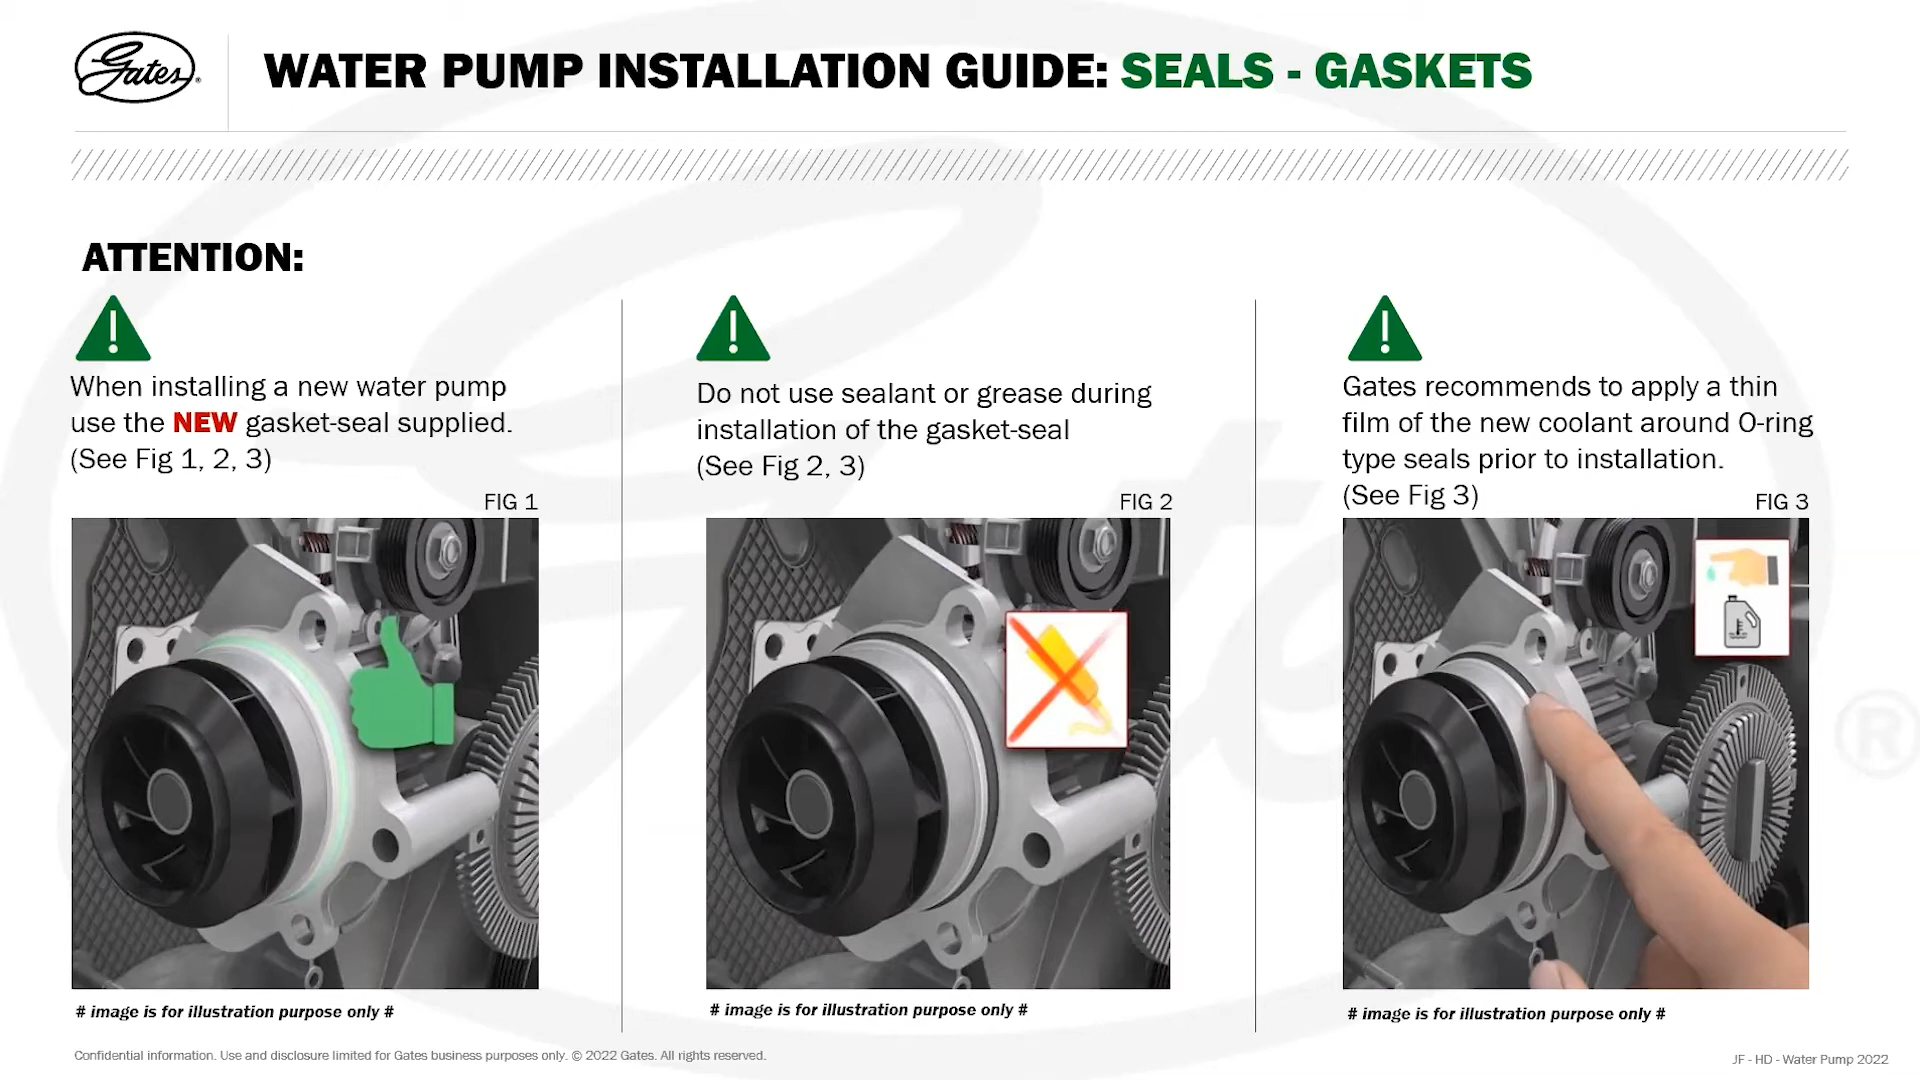 Gates®
WATER PUMP INSTALLATION GUIDE: SEALS - GASKETS
ATTENTION:
When installing a new water pump
use the NEW gasket-seal supplied.
(See Fig 1, 2, 3)
FIG 1
# image is for illustration purpose only #
Do not use sealant or grease during
installation of the gasket-seal
(See Fig 2, 3)
FIG 2
# image is for illustration purpose only #
Gates recommends to apply a thin
film of the new coolant around O-ring
type seals prior to installation.
(See Fig 3)
FIG 3
# image is for illustration purpose only #
Confidential information. Use and disclosure limited for Gates business purposes only. © 2022 Gates. All rights reserved.
JF - HD - Water Pump 2022